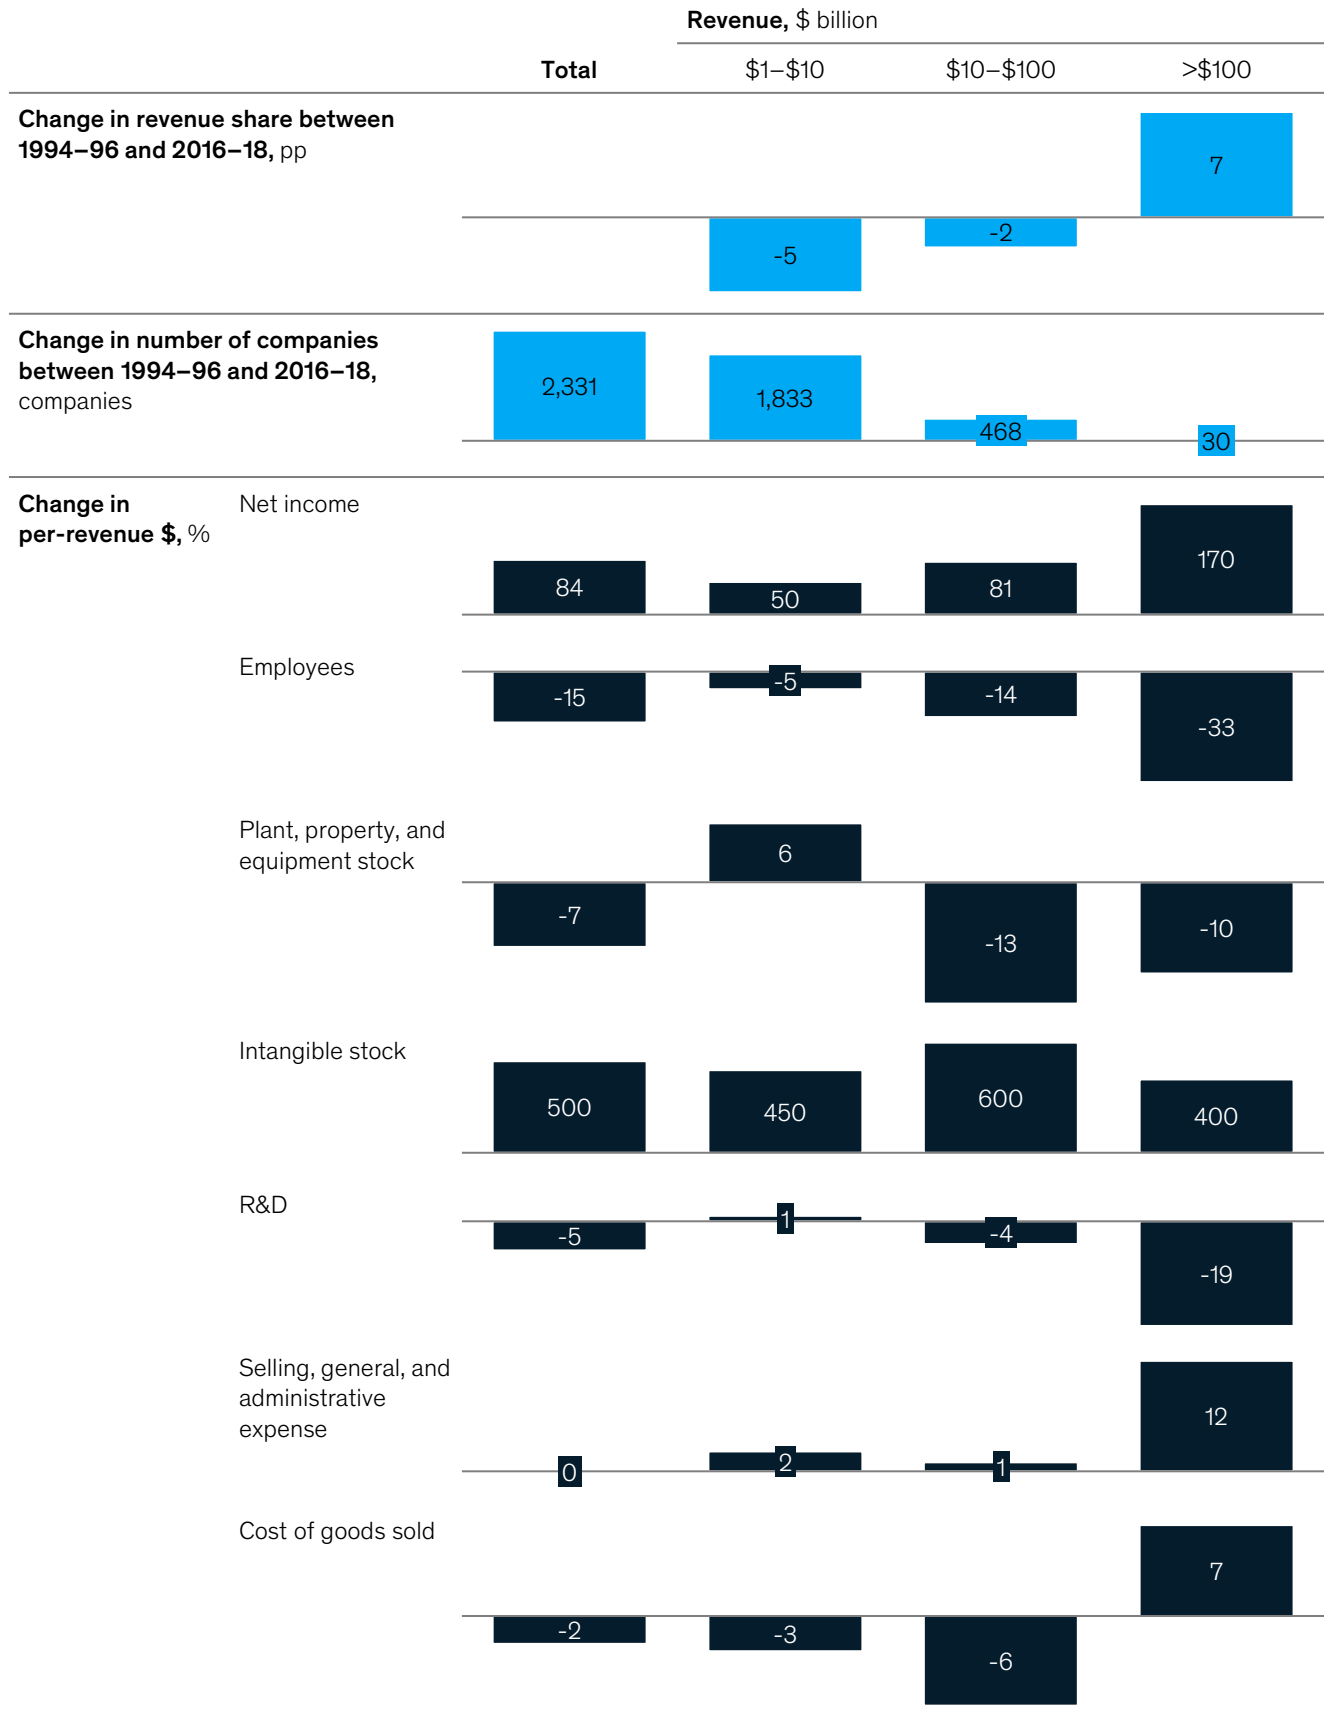 Revenue, $ billion
Total $1–$10 $10–$100 >$100
Change in revenue share between
1994–96 and 2016–18, pp
7
-5 -2
Change in number of companies
between 1994–96 and 2016–18,
companies
2,331 1,833 468 30
Change in
per-revenue $, %
Net income
84 50 81 170
Employees
-15 -5 -14 -33
Plant, property, and
equipment stock
6
-7 -13 -10
Intangible stock
500 450 600 400
R&D
-5 1 -4 -19
Selling, general, and
administrative
expense
0 2 1 12
Cost of goods sold
7
-2 -3 -6